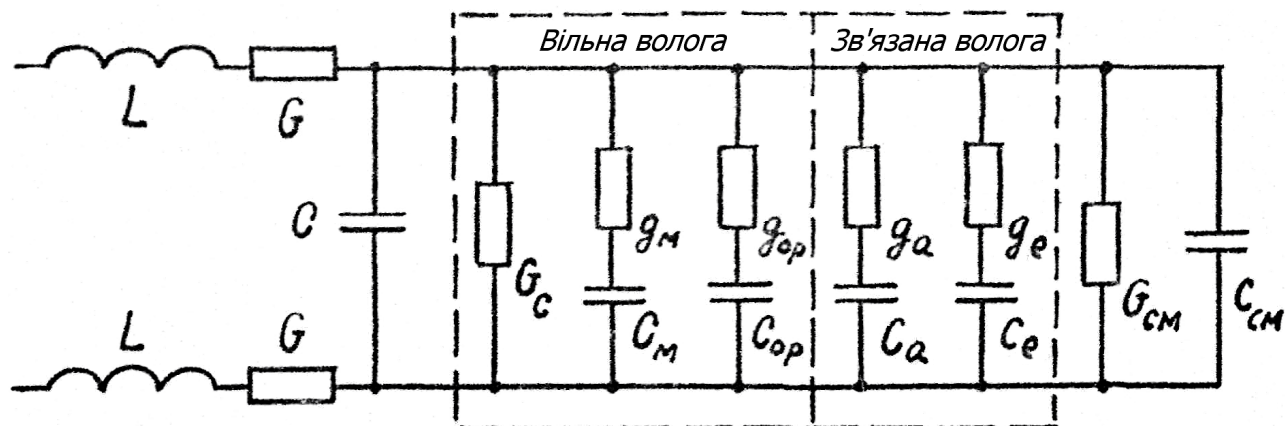 Вільна волога
Зв'язана волога
L
G
C
G_c
g_м
C_м
g_ор
C_ор
g_a
C_a
g_e
C_e
G_см
C_см
L
G